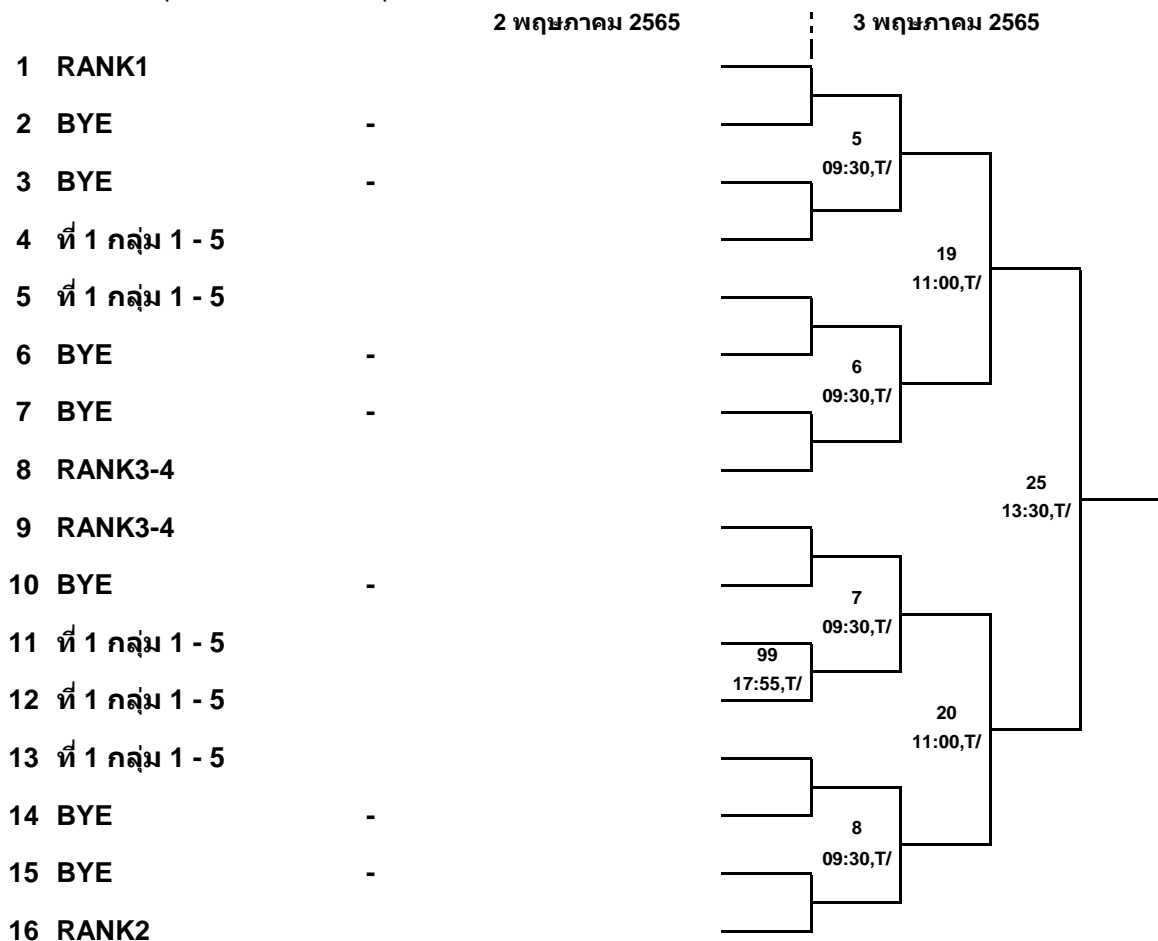 2 พฤษภาคม 2565 3 พฤษภาคม 2565
1 RANK1
2 BYE -
5
3 BYE -
09:30,T/
4 ที่ 1 กลุ่ม 1 - 5
19
11:00,T/
5 ที่ 1 กลุ่ม 1 - 5
6 BYE -
6
09:30,T/
7 BYE -
8 RANK3-4
25
13:30,T/
9 RANK3-4
10 BYE -
7
09:30,T/
11 ที่ 1 กลุ่ม 1 - 5
99
17:55,T/
12 ที่ 1 กลุ่ม 1 - 5
20
11:00,T/
13 ที่ 1 กลุ่ม 1 - 5
14 BYE -
8
09:30,T/
15 BYE -
16 RANK2